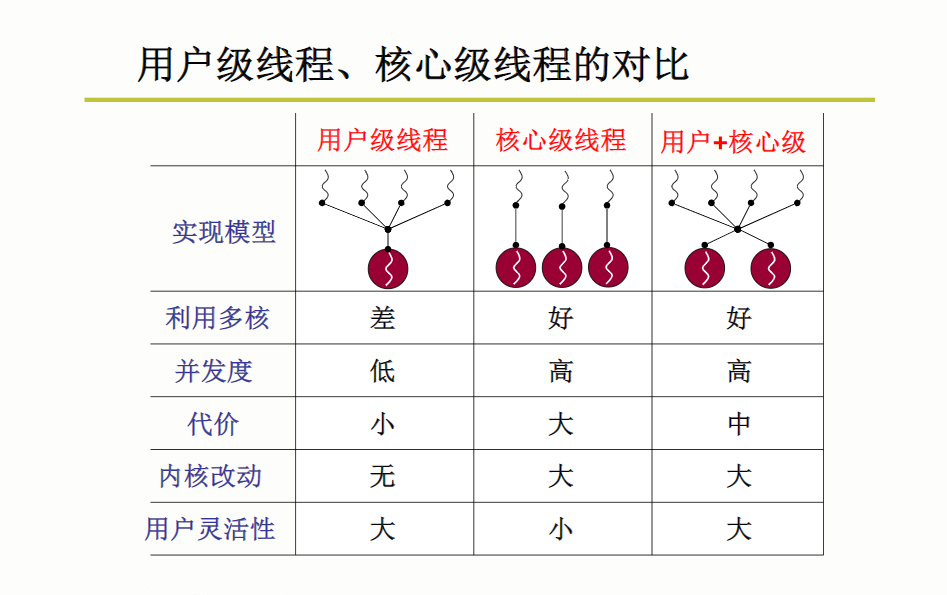 用户级线程、核心级线程的对比
用户级线程 核心级线程 用户+核心级
实现模型
利用多核 差 好 好
并发度 低 高 高
代价 小 大 中
内核改动 无 大 大
用户灵活性 大 小 大